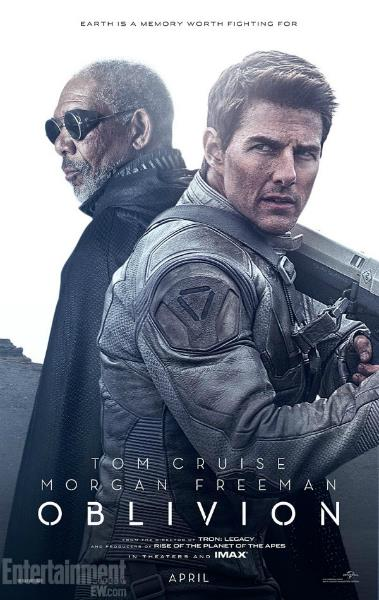 EARTH IS A MEMORY WORTH FIGHTING FOR
TOM CRUISE
MORGAN FREEMAN
OBLIVION
FROM THE DIRECTOR OF TRON: LEGACY
AND PRODUCERS OF RISE OF THE PLANET OF THE APES
IN THEATERS AND IMAX
APRIL
Entertainment
EW.com